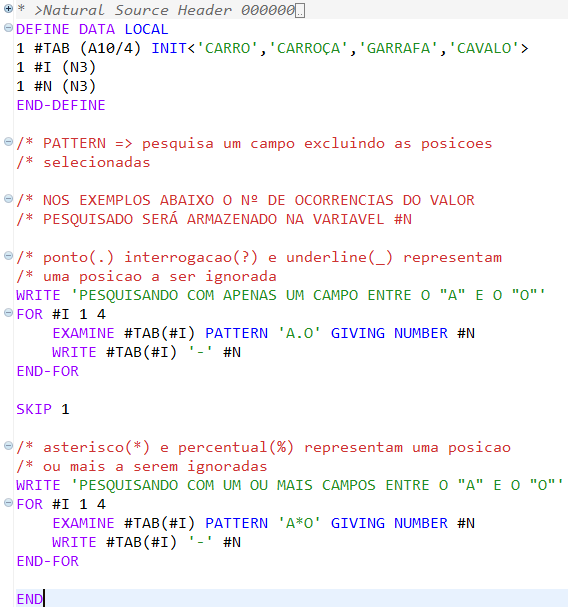 * >Natural Source Header 000000..
DEFINE DATA LOCAL
1 #TAB (A10/4) INIT<'CARRO','CARROÇA','GARRAFA','CAVALO'>
1 #I (N3)
1 #N (N3)
END-DEFINE
/* PATTERN => pesquisa um campo excluindo as posicoes
/* selecionadas
/* NOS EXEMPLOS ABAIXO O Nº DE OCORRENCIAS DO VALOR
/* PESQUISADO SERÁ ARMAZENADO NA VARIAVEL #N
/* ponto(.) interrogacao(?) e underline(_) representam
/* uma posicao a ser ignorada
WRITE 'PESQUISANDO COM APENAS UM CAMPO ENTRE O "A" E O "O"'
FOR #I 1 4
    EXAMINE #TAB(#I) PATTERN 'A.O' GIVING NUMBER #N
    WRITE #TAB(#I) '-' #N
END-FOR
SKIP 1
/* asterisco(*) e percentual(%) representam uma posicao
/* ou mais a serem ignoradas
WRITE 'PESQUISANDO COM UM OU MAIS CAMPOS ENTRE O "A" E O "O"'
FOR #I 1 4
    EXAMINE #TAB(#I) PATTERN 'A*O' GIVING NUMBER #N
    WRITE #TAB(#I) '-' #N
END-FOR
END